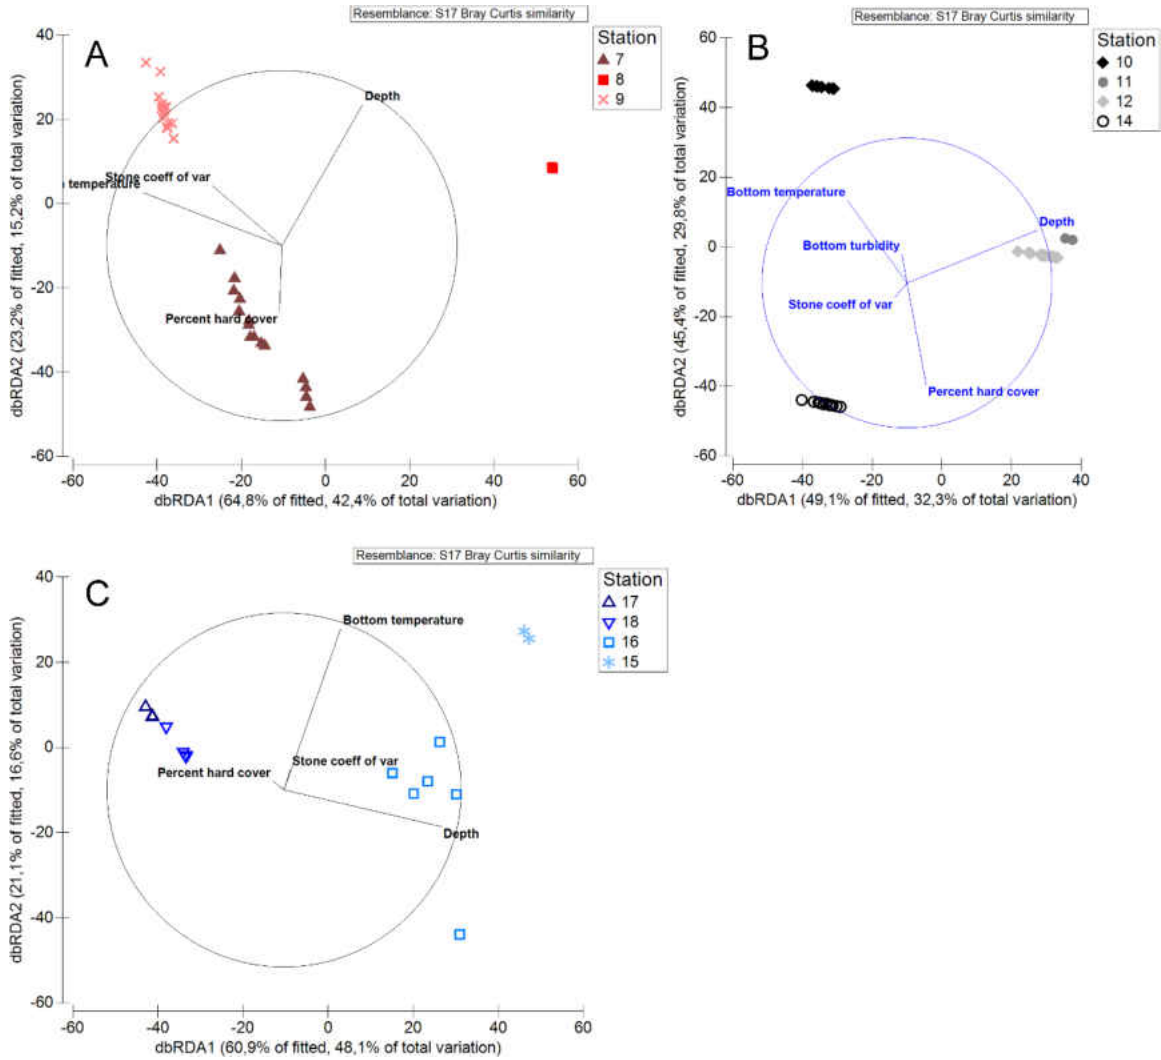 Resemblance: S17 Bray Curtis similarity
A
Station
7
8
9
40
20
0
-20
-40
-60
Depth
Stone coeff of var
temperature
Percent hard cover
dbRDA2 (23,2% of fitted, 15,2% of total variation)
-60 -40 -20 0 20 40 60
dbRDA1 (64,8% of fitted, 42,4% of total variation)
Resemblance: S17 Bray Curtis similarity
B
Station
10
11
12
14
60
40
20
0
-20
-40
-60
Bottom temperature
Depth
Bottom turbidity
Stone coeff of var
Percent hard cover
dbRDA2 (45,4% of fitted, 29,8% of total variation)
-60 -40 -20 0 20 40
dbRDA1 (49,1% of fitted, 32,3% of total variation)
Resemblance: S17 Bray Curtis similarity
C
Station
17
18
16
15
40
20
0
-20
-40
-60
Bottom temperature
Stone coeff of var
Percent hard cover
Depth
dbRDA2 (21,1% of fitted, 16,6% of total variation)
-60 -40 -20 0 20 40 60
dbRDA1 (60,9% of fitted, 48,1% of total variation)